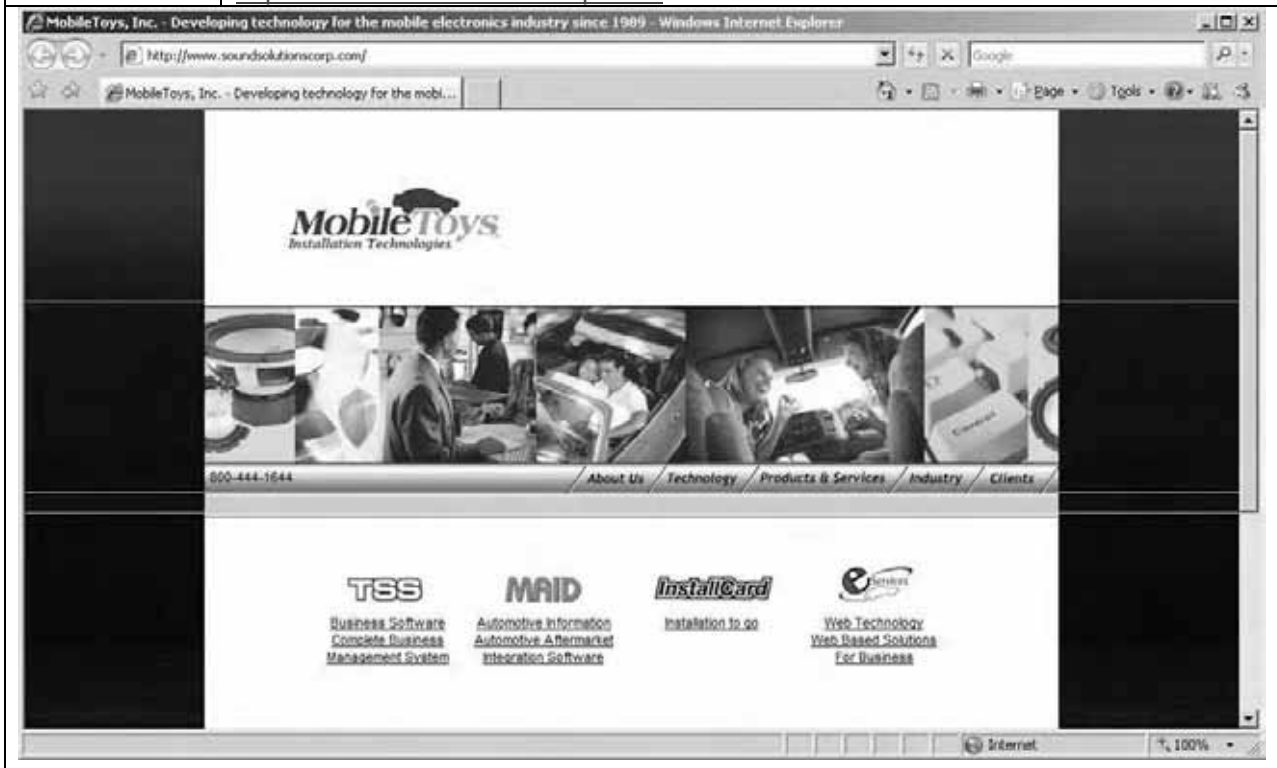 MobileToys, Inc. - Developing technology for the mobile electronics industry since 1989 - Windows Internet Explorer
http://www.soundsolutionscorp.com/
Google
MobileToys, Inc. - Developing technology for the mobi...
Page
Tools
MobileToys
Installation Technologies
Control
800-444-1644
About Us
Technology
Products & Services
Industry
Clients
TSS
MAID
InstallCard
eServices
Business Software
Complete Business
Management System
Automotive Information
Automotive Aftermarket
Integration Software
Installation to go
Web Technology
Web Based Solutions
For Business
Internet
100%